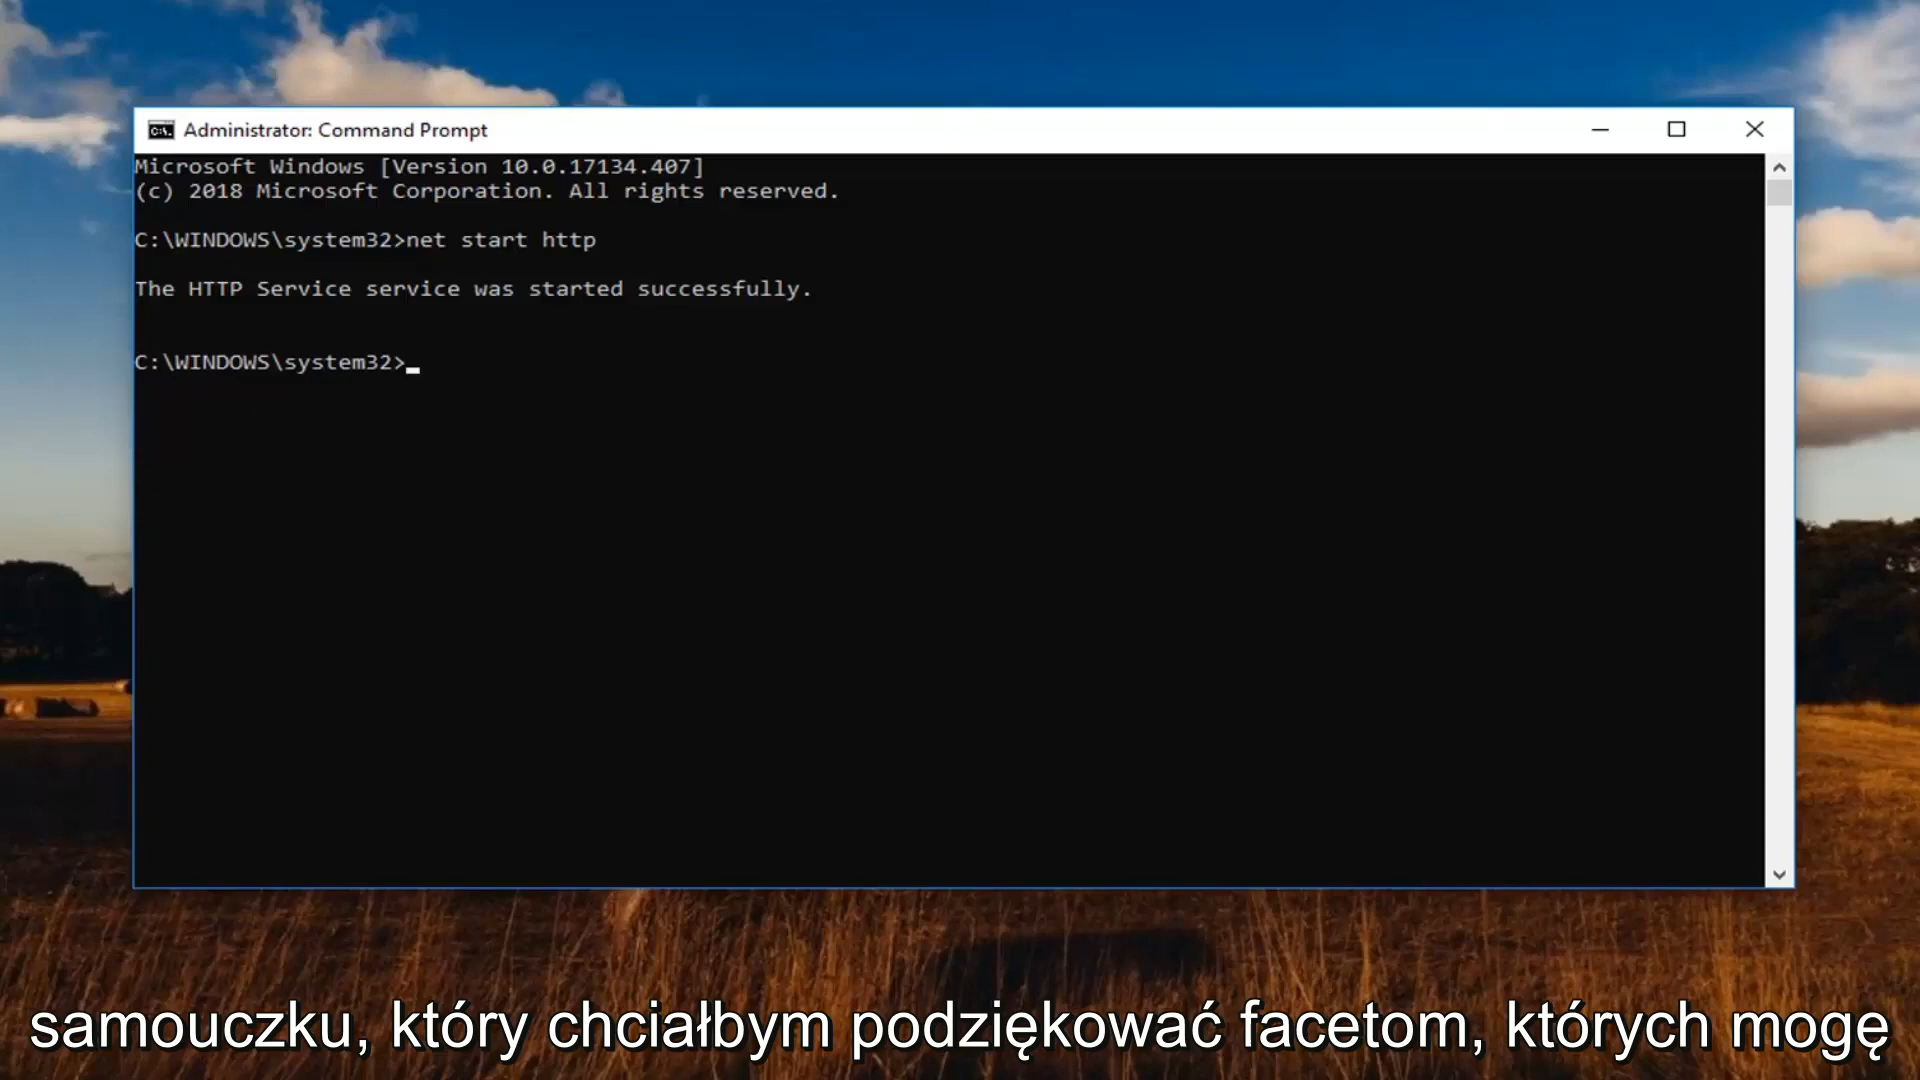 Administrator: Command Prompt
Microsoft Windows [Version 10.0.17134.407]
(c) 2018 Microsoft Corporation. All rights reserved.
C:\WINDOWS\system32>net start http
The HTTP Service service was started successfully.
C:\WINDOWS\system32>
samouczku, który chciałbym podziękować facetom, których mogę